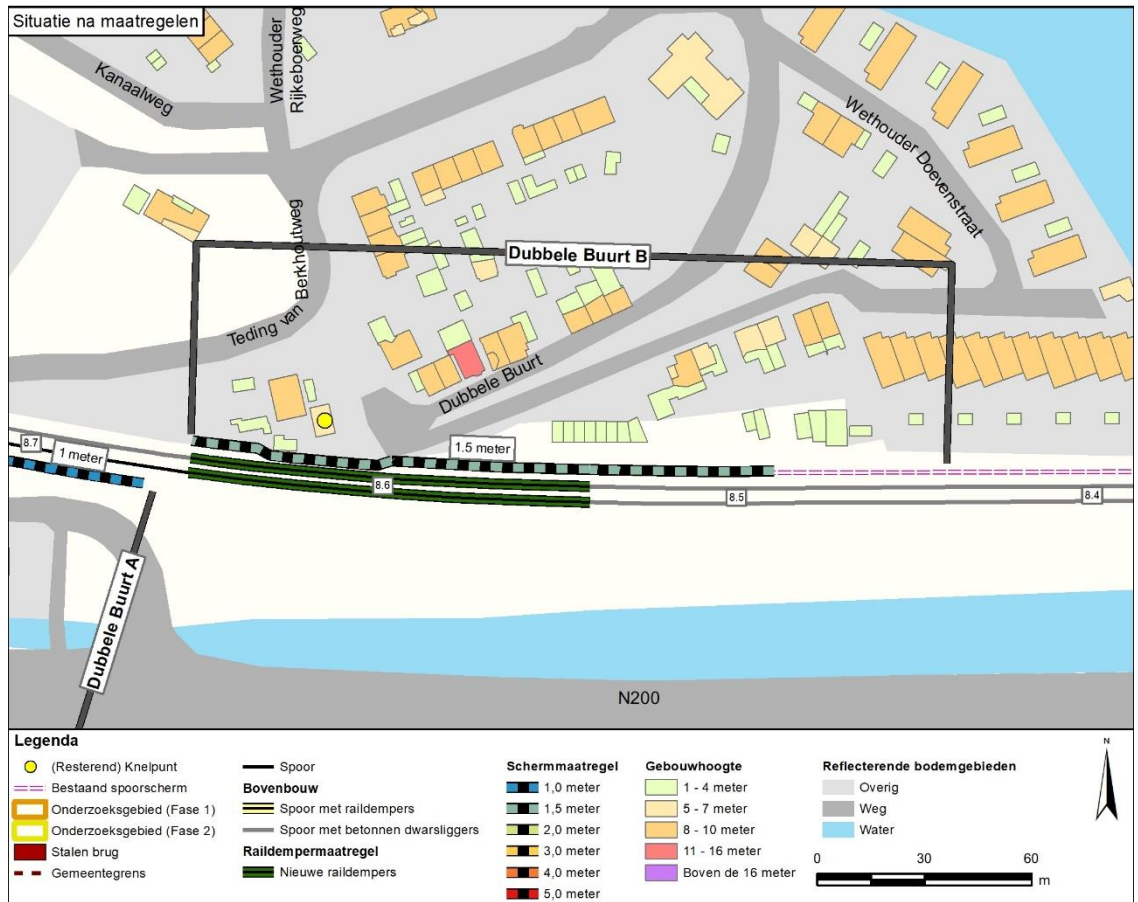 Situatie na maatregelen
Kanaalweg
Wethouder
Rijkeboerweg
Wethouder Doevenstraat
Dubbele Buurt B
Teding van Berkhoutweg
Dubbele Buurt
8.7
1 meter
1.5 meter
8.6
8.5
8.4
Dubbele Buurt A
N200
Legenda
(Resterend) Knelpunt
Bestaand spoorscherm
Onderzoeksgebied (Fase 1)
Onderzoeksgebied (Fase 2)
Stalen brug
Gemeentegrens
Spoor
Bovenbouw
Spoor met raildempers
Spoor met betonnen dwarsliggers
Raildempermaatregel
Nieuwe raildempers
Schermmaatregel
1,0 meter
1,5 meter
2,0 meter
3,0 meter
4,0 meter
5,0 meter
Gebouwhoogte
1 - 4 meter
5 - 7 meter
8 - 10 meter
11 - 16 meter
Boven de 16 meter
Reflecterende bodemgebieden
Overig
Weg
Water
N
0 30 60
m